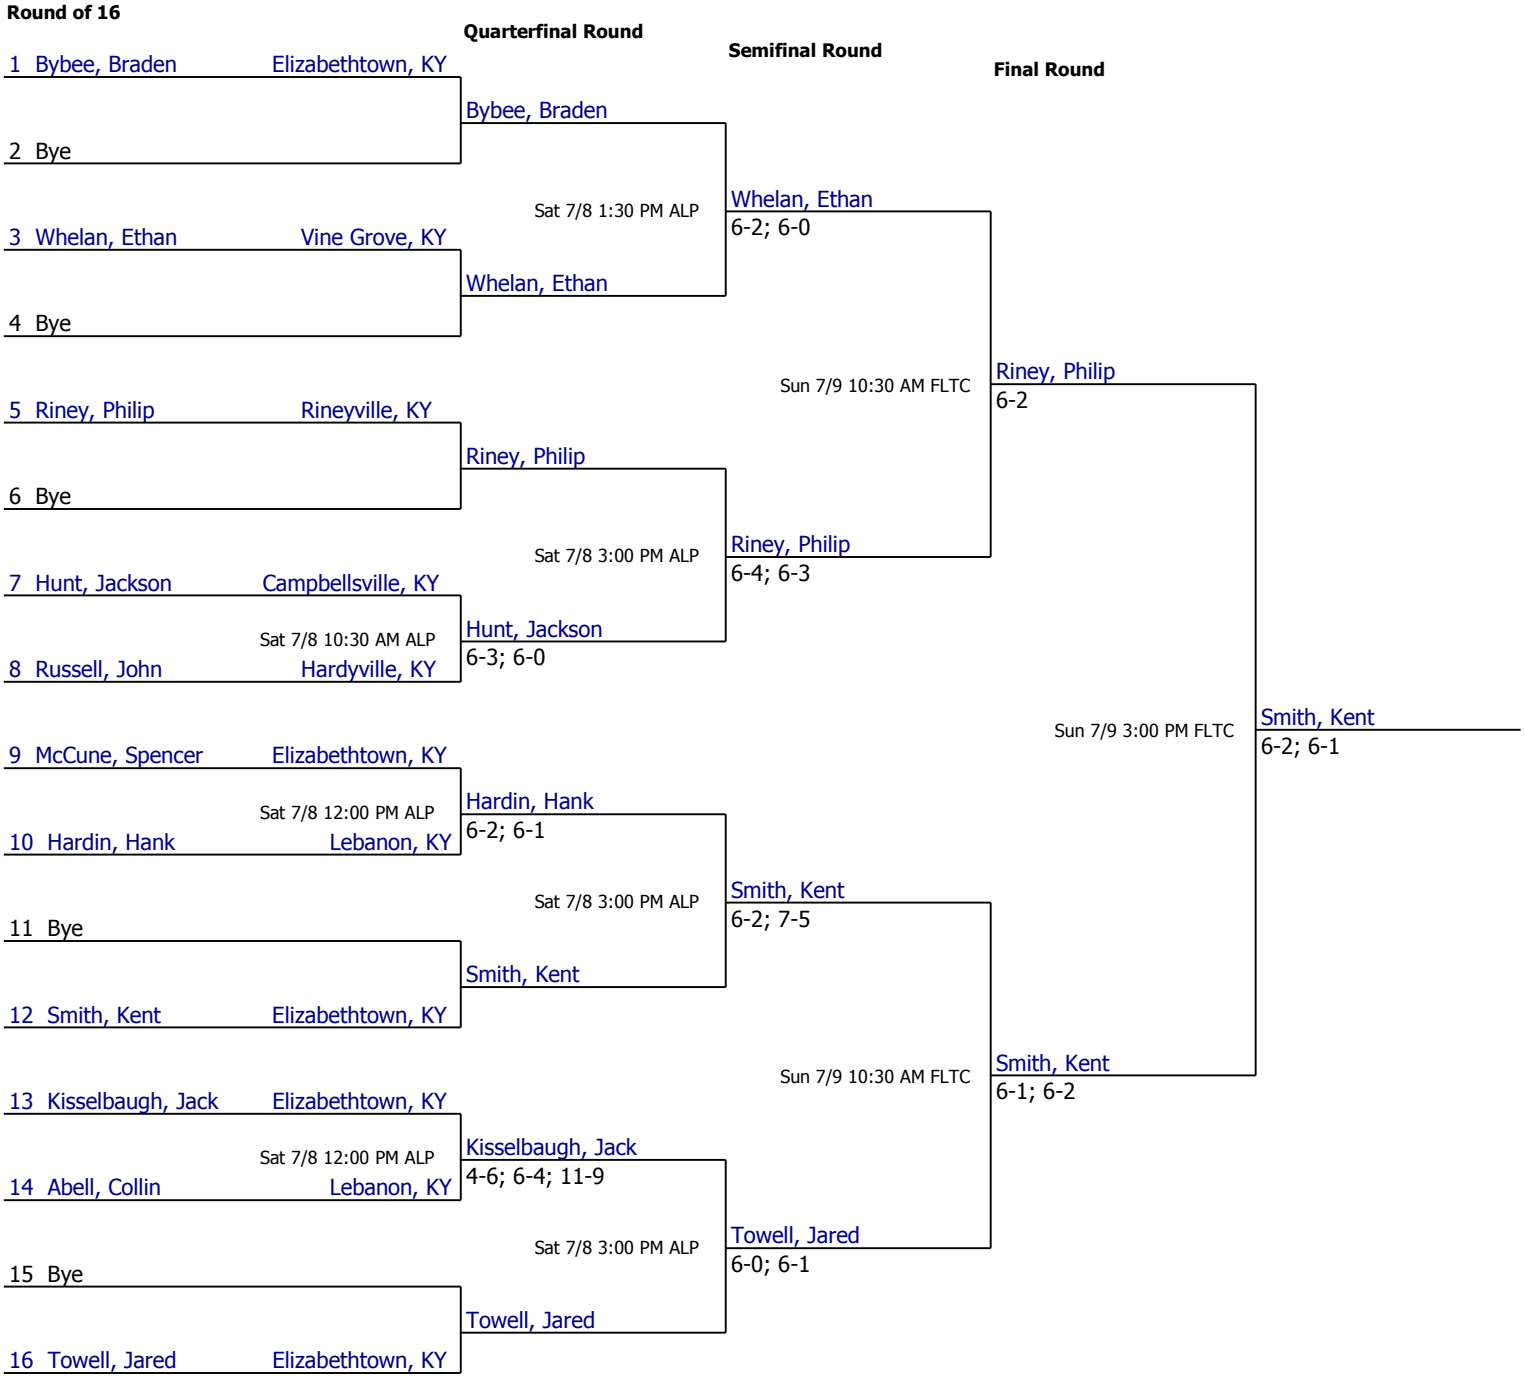 Round of 16
Quarterfinal Round
Semifinal Round
Final Round
1 Bybee, Braden Elizabethtown, KY
Bybee, Braden
2 Bye
Sat 7/8 1:30 PM ALP
Whelan, Ethan
6-2; 6-0
3 Whelan, Ethan Vine Grove, KY
Whelan, Ethan
4 Bye
Sun 7/9 10:30 AM FLTC
Riney, Philip
6-2
5 Riney, Philip Rineyville, KY
Riney, Philip
6 Bye
Sat 7/8 3:00 PM ALP
Riney, Philip
6-4; 6-3
7 Hunt, Jackson Campbellsville, KY
Sat 7/8 10:30 AM ALP
Hunt, Jackson
6-3; 6-0
8 Russell, John Hardyville, KY
Sun 7/9 3:00 PM FLTC
Smith, Kent
6-2; 6-1
9 McCune, Spencer Elizabethtown, KY
Sat 7/8 12:00 PM ALP
Hardin, Hank
6-2; 6-1
10 Hardin, Hank Lebanon, KY
Sat 7/8 3:00 PM ALP
Smith, Kent
6-2; 7-5
11 Bye
Smith, Kent
12 Smith, Kent Elizabethtown, KY
Sun 7/9 10:30 AM FLTC
Smith, Kent
6-1; 6-2
13 Kisselbaugh, Jack Elizabethtown, KY
Sat 7/8 12:00 PM ALP
Kisselbaugh, Jack
4-6; 6-4; 11-9
14 Abell, Collin Lebanon, KY
Sat 7/8 3:00 PM ALP
Towell, Jared
6-0; 6-1
15 Bye
Towell, Jared
16 Towell, Jared Elizabethtown, KY